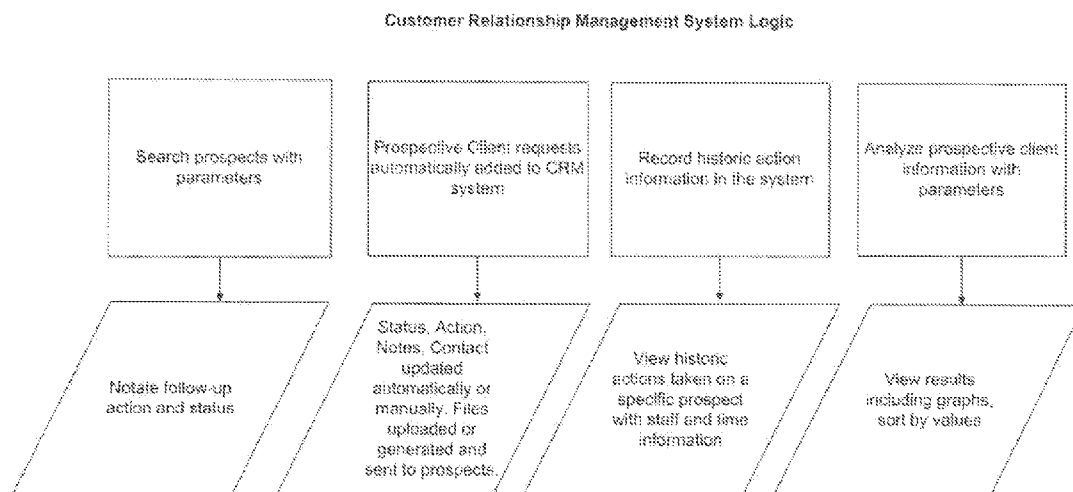 Customer Relationship Management System Logic
Search prospects with
parameters
Prospective Client requests
automatically added to CRM
system
Record historic action
information in the system
Analyze prospective client
information with
parameters
Notate follow-up
action and status
Status, Action,
Notes, Contact
updated
automatically or
manually. Files
uploaded or
generated and
sent to prospects.
View historic
actions taken on a
specific prospect
with staff and time
information
View results
including graphs,
sort by values